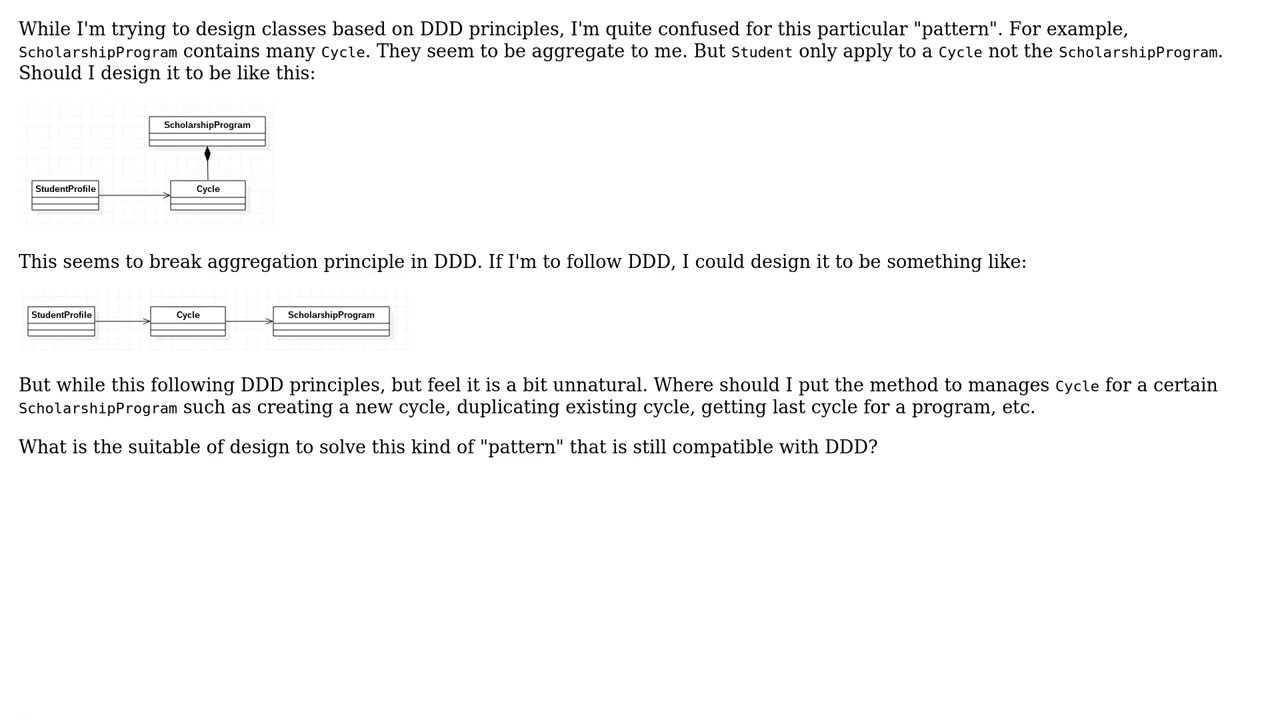 While I'm trying to design classes based on DDD principles, I'm quite confused for this particular "pattern". For example,
ScholarshipProgram contains many Cycle. They seem to be aggregate to me. But Student only apply to a Cycle not the ScholarshipProgram.
Should I design it to be like this:
ScholarshipProgram
StudentProfile
Cycle
This seems to break aggregation principle in DDD. If I'm to follow DDD, I could design it to be something like:
StudentProfile
Cycle
ScholarshipProgram
But while this following DDD principles, but feel it is a bit unnatural. Where should I put the method to manages Cycle for a certain
ScholarshipProgram such as creating a new cycle, duplicating existing cycle, getting last cycle for a program, etc.
What is the suitable of design to solve this kind of "pattern" that is still compatible with DDD?